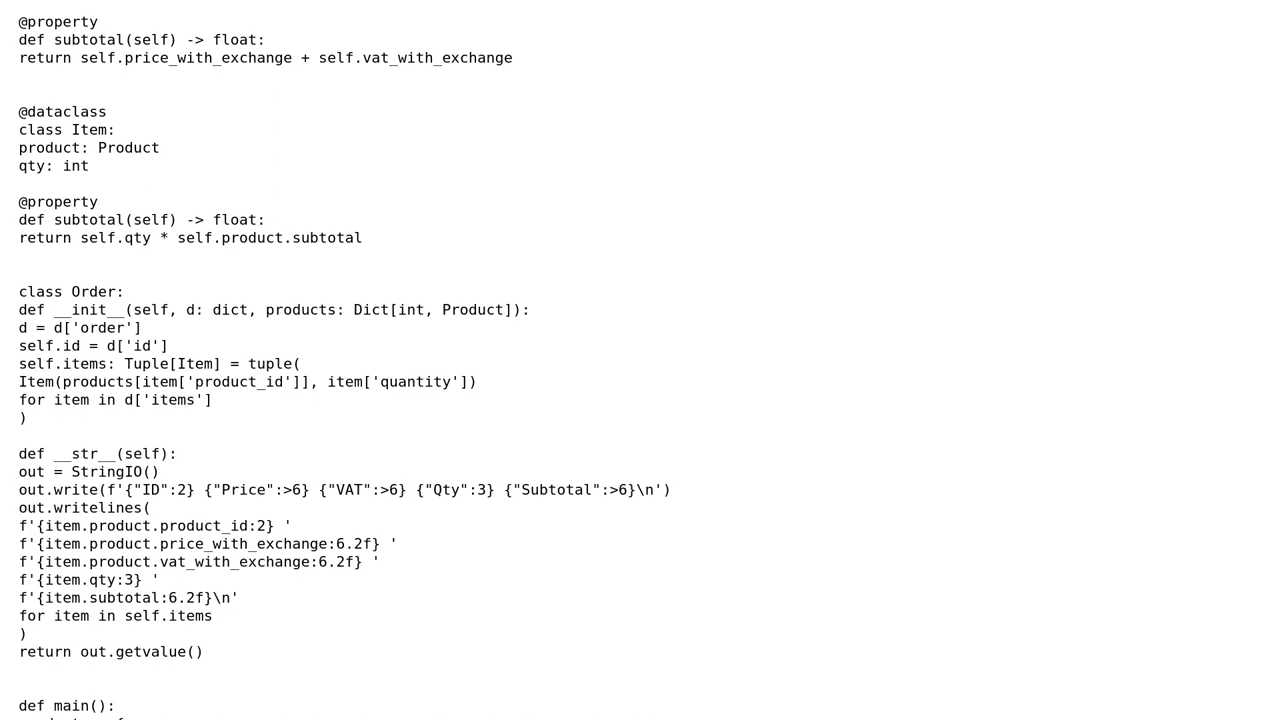 @property
def subtotal(self) -> float:
return self.price_with_exchange + self.vat_with_exchange
@dataclass
class Item:
product: Product
qty: int
@property
def subtotal(self) -> float:
return self.qty * self.product.subtotal
class Order:
def __init__(self, d: dict, products: Dict[int, Product]):
d = d['order']
self.id = d['id']
self.items: Tuple[Item] = tuple(
Item(products[item['product_id']], item['quantity'])
for item in d['items']
)
def __str__(self):
out = StringIO()
out.write(f'{"ID":2} {"Price":>6} {"VAT":>6} {"Qty":3} {"Subtotal":>6}\n')
out.writelines(
f'{item.product.product_id:2} '
f'{item.product.price_with_exchange:6.2f} '
f'{item.product.vat_with_exchange:6.2f} '
f'{item.qty:3} '
f'{item.subtotal:6.2f}\n'
for item in self.items
)
return out.getvalue()
def main():